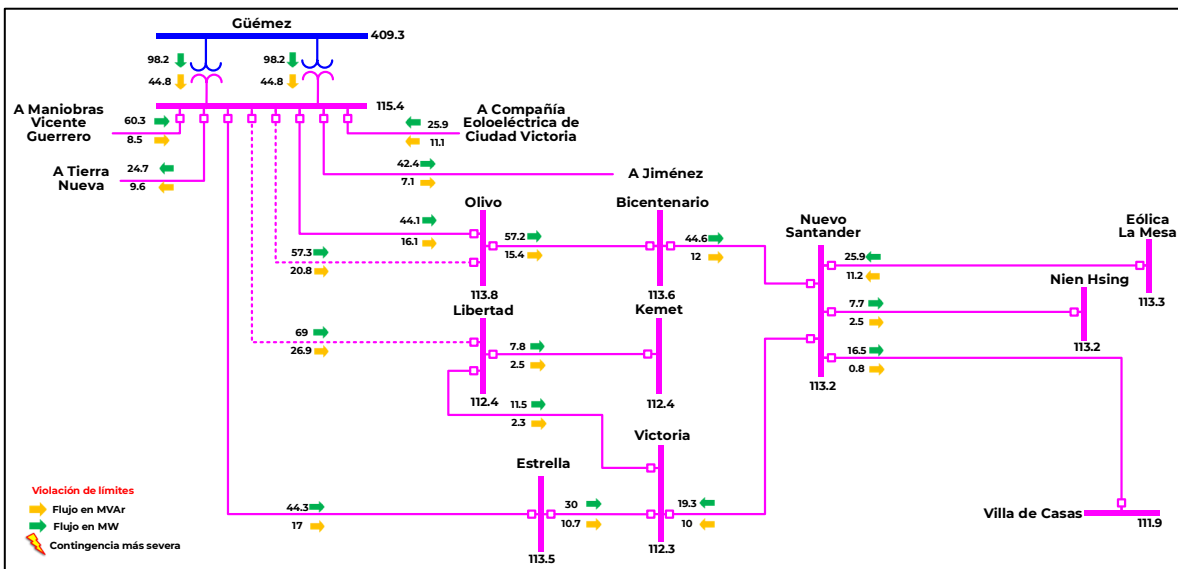 Güémez
409.3
98.2
98.2
44.8
44.8
115.4
A Maniobras
Vicente
Guerrero
60.3
8.5
A Compañía
Eoloeléctrica de
Ciudad Victoria
25.9
11.1
A Tierra
Nueva
24.7
9.6
42.4
7.1
A Jiménez
Olivo
44.1
16.1
57.3
20.8
57.2
15.4
113.8
Bicentenario
44.6
12
113.6
Nuevo
Santander
Eólica
La Mesa
25.9
11.2
113.3
Nien Hsing
7.7
2.5
113.2
16.5
0.8
113.2
Libertad
69
26.9
7.8
2.5
112.4
Kemet
112.4
11.5
2.3
Victoria
Estrella
44.3
17
30
10.7
19.3
10
113.5
112.3
Villa de Casas
111.9
Violación de límites
Flujo en MVAr
Flujo en MW
Contingencia más severa